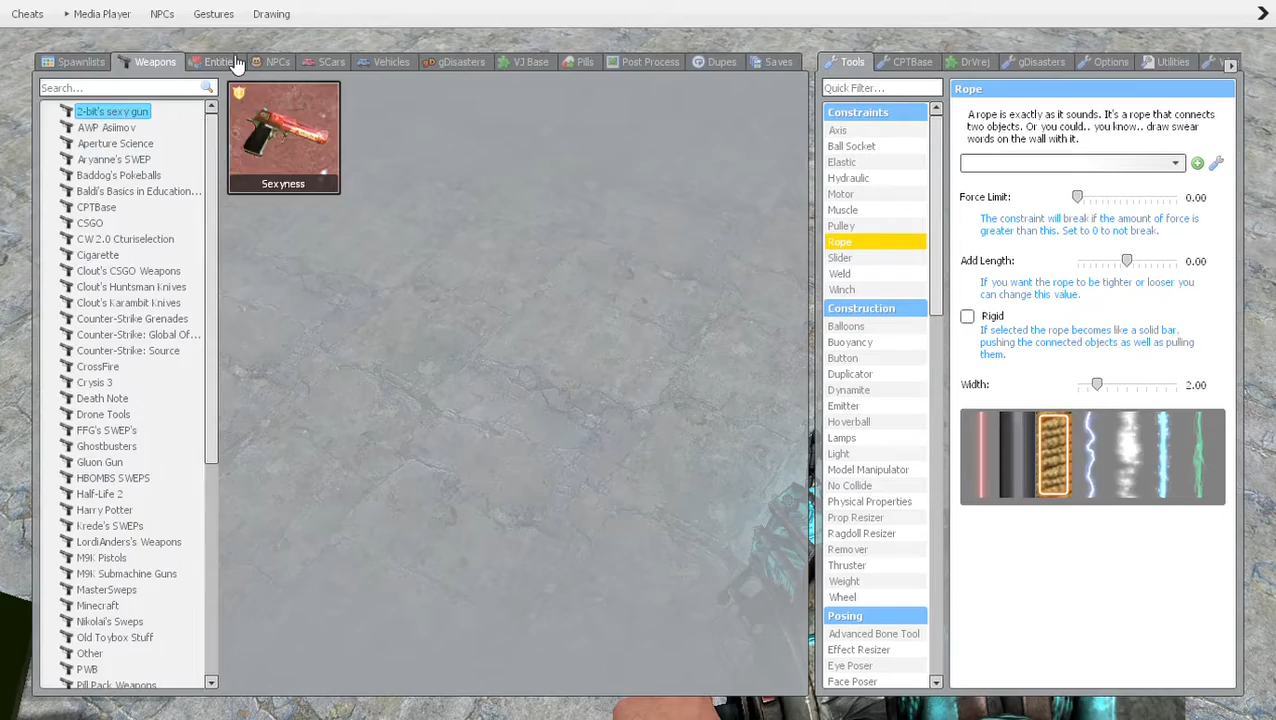 Cheats
Media Player
NPCs
Gestures
Drawing
Spawnlists
Weapons
Entitie
NPCs
SCars
Vehicles
gDisasters
VJ Base
Pills
Post Process
Dupes
Saves
Search...
2-bit's sexy gun
AWP Asiimov
Aperture Science
Aryanne's SWEP
Baddog's Pokeballs
Baldi's Basics in Education...
CPTBase
CSGO
CW 2.0 Cturiselection
Cigarette
Clout's CSGO Weapons
Clout's Huntsman Knives
Clout's Karambit Knives
Counter-Strike Grenades
Counter-Strike: Global Of...
Counter-Strike: Source
CrossFire
Crysis 3
Death Note
Drone Tools
FFG's SWEP's
Ghostbusters
Gluon Gun
HBOMBS SWEPS
Half-Life 2
Harry Potter
Krede's SWEPs
LordiAnders's Weapons
M9K Pistols
M9K Submachine Guns
MasterSweps
Minecraft
Nikolai's Sweps
Old Toybox Stuff
Other
PWB
Pill Pack Weapons
Sexyness
Tools
CPTBase
DrVrej
gDisasters
Options
Utilities
Quick Filter...
Constraints
Axis
Ball Socket
Elastic
Hydraulic
Motor
Muscle
Pulley
Rope
Slider
Weld
Winch
Construction
Balloons
Buoyancy
Button
Duplicator
Dynamite
Emitter
Hoverball
Lamps
Light
Model Manipulator
No Collide
Physical Properties
Prop Resizer
Ragdoll Resizer
Remover
Thruster
Weight
Wheel
Posing
Advanced Bone Tool
Effect Resizer
Eye Poser
Face Poser
Rope
A rope is exactly as it sounds. It's a rope that connects
two objects. Or you could.. you know.. draw swear
words on the wall with it.
Force Limit: 0.00
The constraint will break if the amount of force is
greater than this. Set to 0 to not break.
Add Length: 0.00
If you want the rope to be tighter or looser you
can change this value.
Rigid
If selected the rope becomes like a solid bar,
pushing the connected objects as well as pulling
them.
Width: 2.00